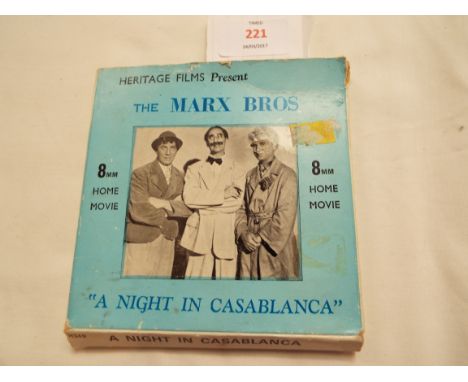 TIMED
221
HERITAGE FILMS Present
THE MARX BROS
8MM
HOME
MOVIE
8MM
HOME
MOVIE
"A NIGHT IN CASABLANCA"
A NIGHT IN CASABLANCA